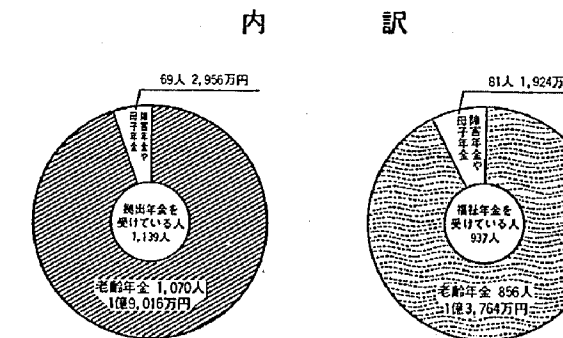 内訳
69人 2,956万円
障害年金や
母子年金
拠出年金を
受けている人
1,139人
老齢年金 1,070人
1億9,016万円
81人 1,924万
障害年金や
母子年金
福祉年金を
受けている人
937人
老齢年金 856人
1億3,764万円